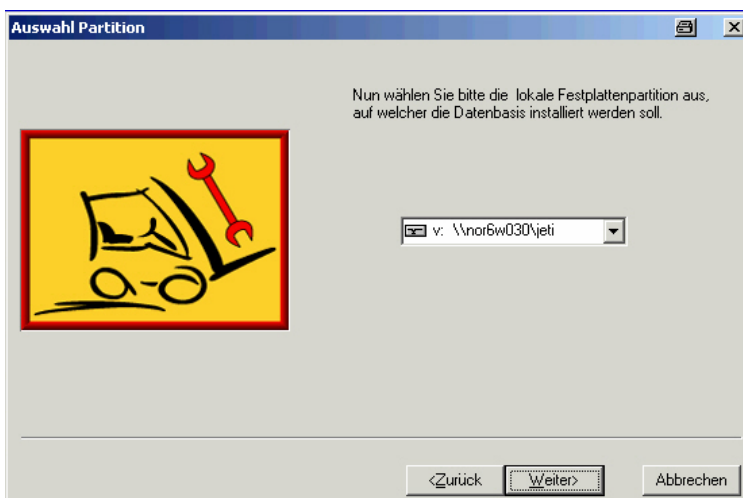 Auswahl Partition
Nun wählen Sie bitte die lokale Festplattenpartition aus,
auf welcher die Datenbasis installiert werden soll.
v: \\nor6w030\jeti
<Zurück
Weiter>
Abbrechen